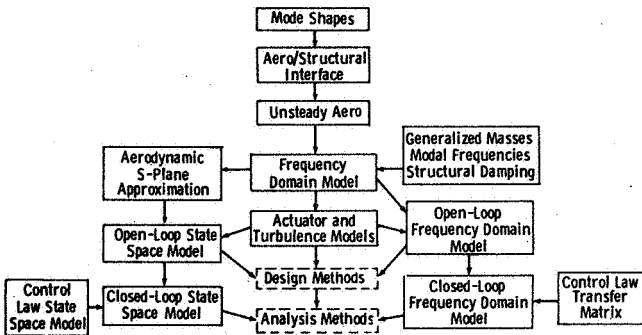 Mode Shapes
Aero/Structural
Interface
Unsteady Aero
Generalized Masses
Modal Frequencies
Structural Damping
Aerodynamic
S-Plane
Approximation
Frequency
Domain Model
Actuator and
Turbulence Models
Open-Loop
Frequency Domain
Model
Open-Loop State
Space Model
Design Methods
Control
Law State
Space Model
Closed-Loop State
Space Model
Analysis Methods
Closed-Loop
Frequency Domain
Model
Control Law
Transfer
Matrix